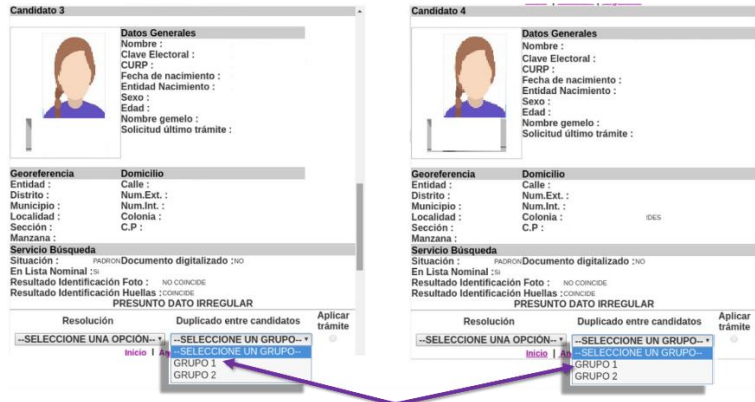 Candidato 3
Datos Generales
Nombre :
Clave Electoral :
CURP :
Fecha de nacimiento :
Entidad Nacimiento :
Sexo :
Edad :
Nombre gemelo :
Solicitud último trámite :
Georeferencia Domicilio
Entidad : Calle :
Distrito : Num.Ext. :
Municipio : Num.Int. :
Localidad : Colonia :
Sección : C.P :
Manzana :
Servicio Búsqueda
Situación : PADRON Documento digitalizado :NO
En Lista Nominal :SI
Resultado Identificación Foto : NO COINCIDE
Resultado Identificación Huellas :COINCIDE
PRESUNTO DATO IRREGULAR
Resolución Duplicado entre candidatos Aplicar trámite
--SELECCIONE UNA OPCIÓN-- --SELECCIONE UN GRUPO--
--SELECCIONE UN GRUPO--
Inicio |
GRUPO 1
GRUPO 2
Candidato 4
Datos Generales
Nombre :
Clave Electoral :
CURP :
Fecha de nacimiento :
Entidad Nacimiento :
Sexo :
Edad :
Nombre gemelo :
Solicitud último trámite :
Georeferencia Domicilio
Entidad : Calle :
Distrito : Num.Ext. :
Municipio : Num.Int. :
Localidad : Colonia : IDES
Sección : C.P :
Manzana :
Servicio Búsqueda
Situación : PADRON Documento digitalizado :NO
En Lista Nominal :SI
Resultado Identificación Foto : NO COINCIDE
Resultado Identificación Huellas :COINCIDE
PRESUNTO DATO IRREGULAR
Resolución Duplicado entre candidatos Aplicar trámite
--SELECCIONE UNA OPCIÓN-- --SELECCIONE UN GRUPO--
--SELECCIONE UN GRUPO--
Inicio |
GRUPO 1
GRUPO 2